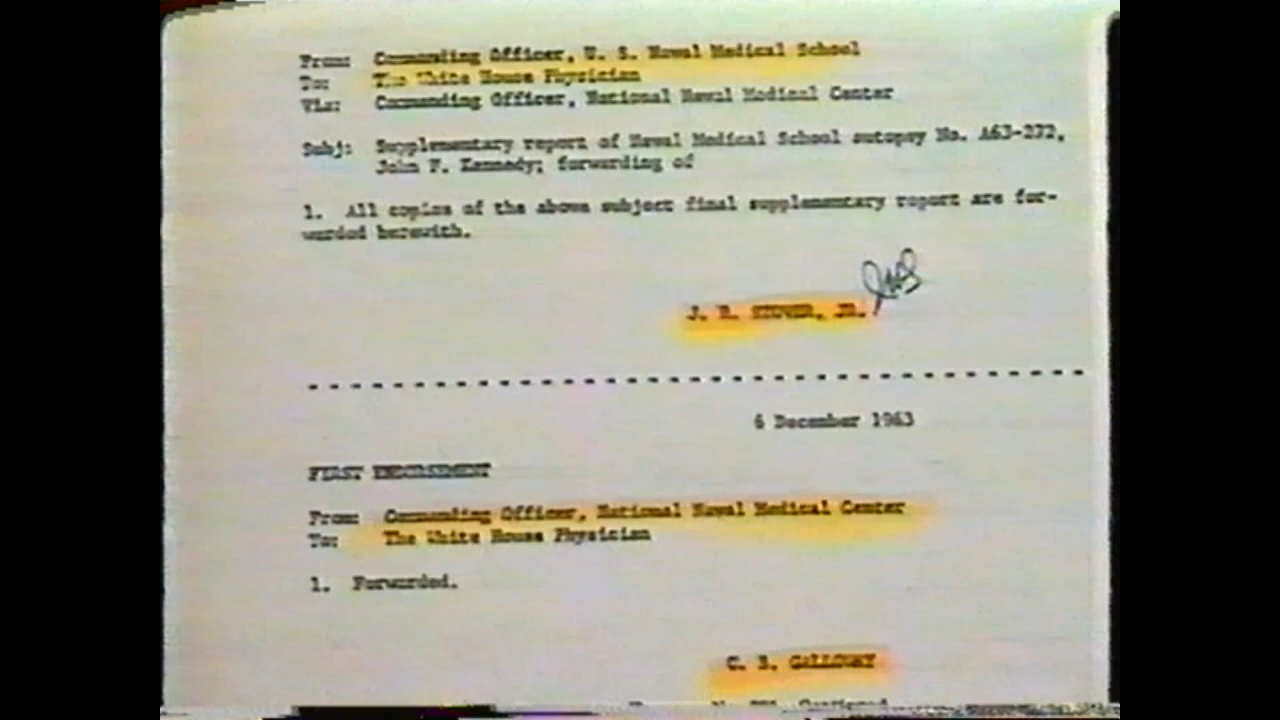 From: Commanding Officer, U. S. Naval Medical School
To: The White House Physician
Via: Commanding Officer, National Naval Medical Center
Subj: Supplementary report of Naval Medical School autopsy No. A63-272,
John F. Kennedy; forwarding of
1. All copies of the above subject final supplementary report are for-
warded herewith.
J. H. STOVER, JR.
6 December 1963
FIRST ENDORSEMENT
From: Commanding Officer, National Naval Medical Center
To: The White House Physician
1. Forwarded.
C. B. GALLOWAY